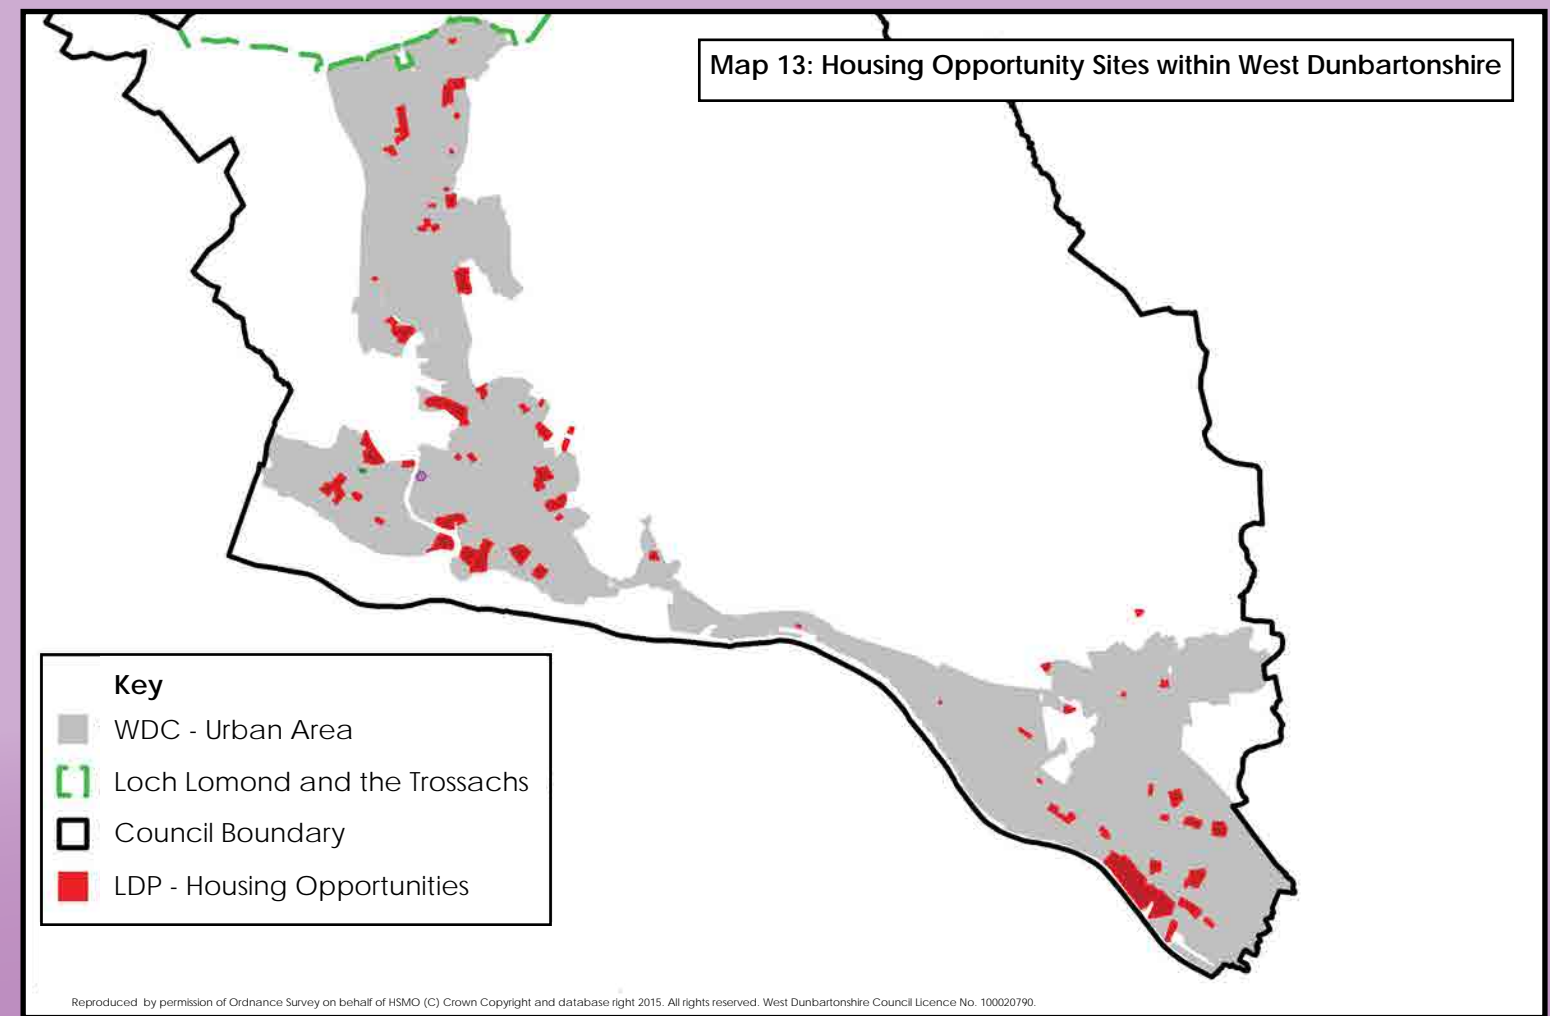 Map 13: Housing Opportunity Sites within West Dunbartonshire
Key
WDC - Urban Area
Loch Lomond and the Trossachs
Council Boundary
LDP - Housing Opportunities
Reproduced by permission of Ordnance Survey on behalf of HSMO (C) Crown Copyright and database right 2015. All rights reserved. West Dunbartonshire Council Licence No. 100020790.